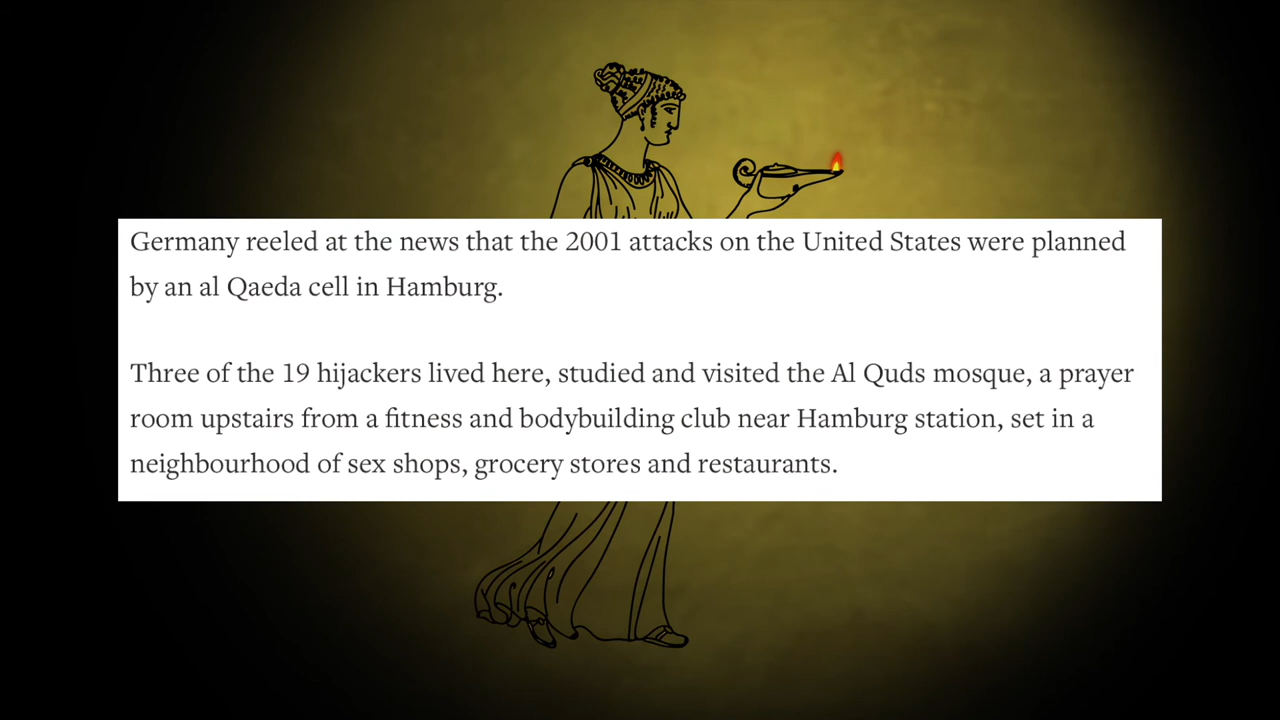 Germany reeled at the news that the 2001 attacks on the United States were planned
by an al Qaeda cell in Hamburg.
Three of the 19 hijackers lived here, studied and visited the Al Quds mosque, a prayer
room upstairs from a fitness and bodybuilding club near Hamburg station, set in a
neighbourhood of sex shops, grocery stores and restaurants.